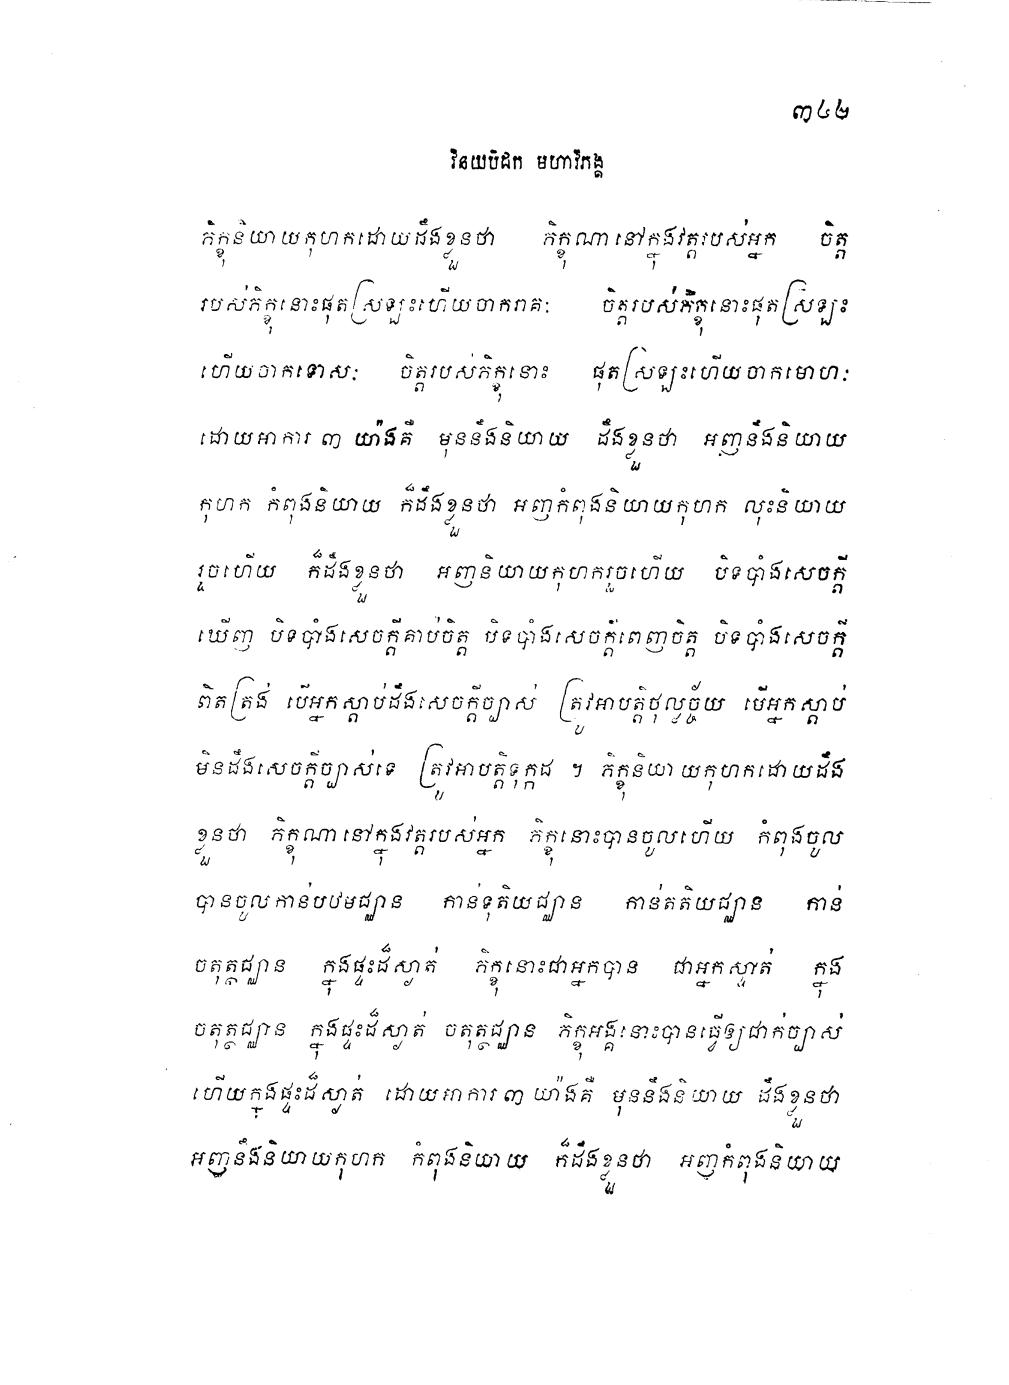 ៣៤២
វិនយបិដក មហាវិភង្គ
ភិក្ខុនិយាយកុហកដោយដឹងខ្លួនថា ភិក្ខុណានៅក្នុងវត្តរបស់អ្នក ចិត្ត
របស់ភិក្ខុនោះផុតស្រឡះហើយចាករាគៈ ចិត្តរបស់ភិក្ខុនោះផុតស្រឡះ
ហើយចាកទោសៈ ចិត្តរបស់ភិក្ខុនោះ ផុតស្រឡះហើយចាកមោហៈ
ដោយអាការ ៣ យ៉ាងគឺ មុននឹងនិយាយ ដឹងខ្លួនថា អញនឹងនិយាយ
កុហក កំពុងនិយាយ ក៏ដឹងខ្លួនថា អញកំពុងនិយាយកុហក លុះនិយាយ
រួចហើយ ក៏ដឹងខ្លួនថា អញនិយាយកុហករួចហើយ បិទបាំងសេចក្តី
ឃើញ បិទបាំងសេចក្តីគាប់ចិត្ត បិទបាំងសេចក្តីពេញចិត្ត បិទបាំងសេចក្តី
ពិតត្រង់ បើអ្នកស្តាប់ដឹងសេចក្តីច្បាស់ ត្រូវអាបត្តិថុល្លច្ច័យ បើអ្នកស្តាប់
មិនដឹងសេចក្តីច្បាស់ទេ ត្រូវអាបត្តិទុក្កដ ។ ភិក្ខុនិយាយកុហកដោយដឹង
ខ្លួនថា ភិក្ខុណានៅក្នុងវត្តរបស់អ្នក ភិក្ខុនោះបានចូលហើយ កំពុងចូល
បានចូលកាន់បឋមជ្ឈាន កាន់ទុតិយជ្ឈាន កាន់តតិយជ្ឈាន កាន់
ចតុត្ថជ្ឈាន ក្នុងផ្ទះដ៏ស្ងាត់ ភិក្ខុនោះជាអ្នកបាន ជាអ្នកស្ទាត់ ក្នុង
ចតុត្ថជ្ឈាន ក្នុងផ្ទះដ៏ស្ងាត់ ចតុត្ថជ្ឈាន ភិក្ខុអង្គនោះបានធ្វើឲ្យជាក់ច្បាស់
ហើយក្នុងផ្ទះដ៏ស្ងាត់ ដោយអាការ ៣ យ៉ាងគឺ មុននឹងនិយាយ ដឹងខ្លួនថា
អញនឹងនិយាយកុហក កំពុងនិយាយ ក៏ដឹងខ្លួនថា អញកំពុងនិយាយ